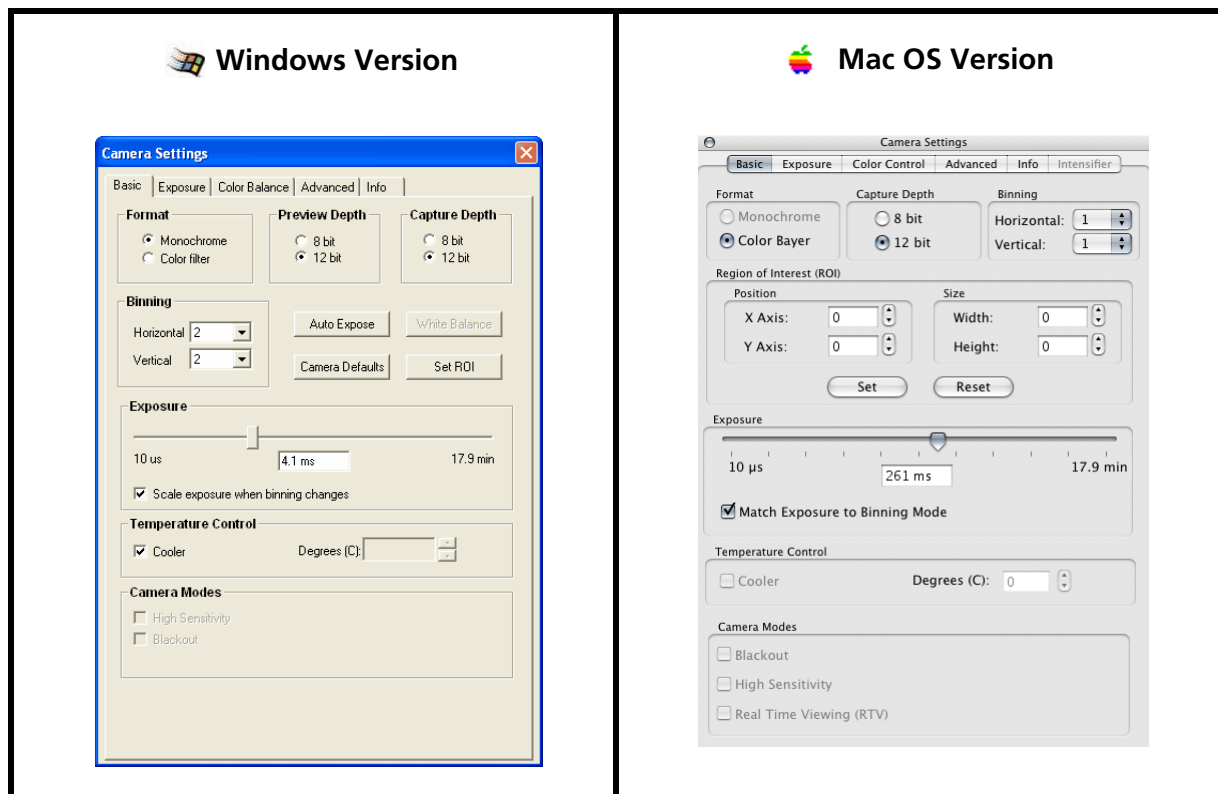 Windows Version
Camera Settings
Basic Exposure Color Balance Advanced Info
Format Preview Depth Capture Depth
Monochrome 8 bit 8 bit
Color filter 12 bit 12 bit
Binning
Horizontal 2 Auto Expose White Balance
Vertical 2 Camera Defaults Set ROI
Exposure
10 us 4.1 ms 17.9 min
Scale exposure when binning changes
Temperature Control
Cooler Degrees (C):
Camera Modes
High Sensitivity
Blackout
Mac OS Version
Camera Settings
Basic Exposure Color Control Advanced Info Intensifier
Format Capture Depth Binning
Monochrome 8 bit Horizontal: 1
Color Bayer 12 bit Vertical: 1
Region of Interest (ROI)
Position Size
X Axis: 0 Width: 0
Y Axis: 0 Height: 0
Set Reset
Exposure
10 µs 261 ms 17.9 min
Match Exposure to Binning Mode
Temperature Control
Cooler Degrees (C): 0
Camera Modes
Blackout
High Sensitivity
Real Time Viewing (RTV)